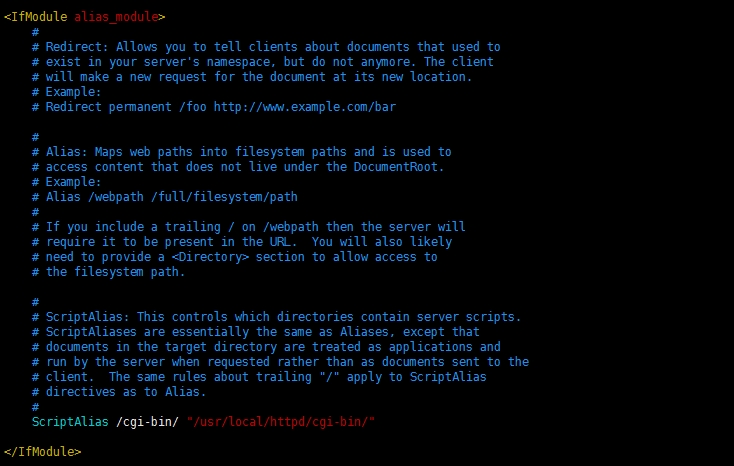 <IfModule alias_module>
    #
    # Redirect: Allows you to tell clients about documents that used to
    # exist in your server's namespace, but do not anymore. The client
    # will make a new request for the document at its new location.
    # Example:
    # Redirect permanent /foo http://www.example.com/bar

    #
    # Alias: Maps web paths into filesystem paths and is used to
    # access content that does not live under the DocumentRoot.
    # Example:
    # Alias /webpath /full/filesystem/path
    #
    # If you include a trailing / on /webpath then the server will
    # require it to be present in the URL.  You will also likely
    # need to provide a <Directory> section to allow access to
    # the filesystem path.

    #
    # ScriptAlias: This controls which directories contain server scripts.
    # ScriptAliases are essentially the same as Aliases, except that
    # documents in the target directory are treated as applications and
    # run by the server when requested rather than as documents sent to the
    # client.  The same rules about trailing "/" apply to ScriptAlias
    # directives as to Alias.
    #
    ScriptAlias /cgi-bin/ "/usr/local/httpd/cgi-bin/"

</IfModule>